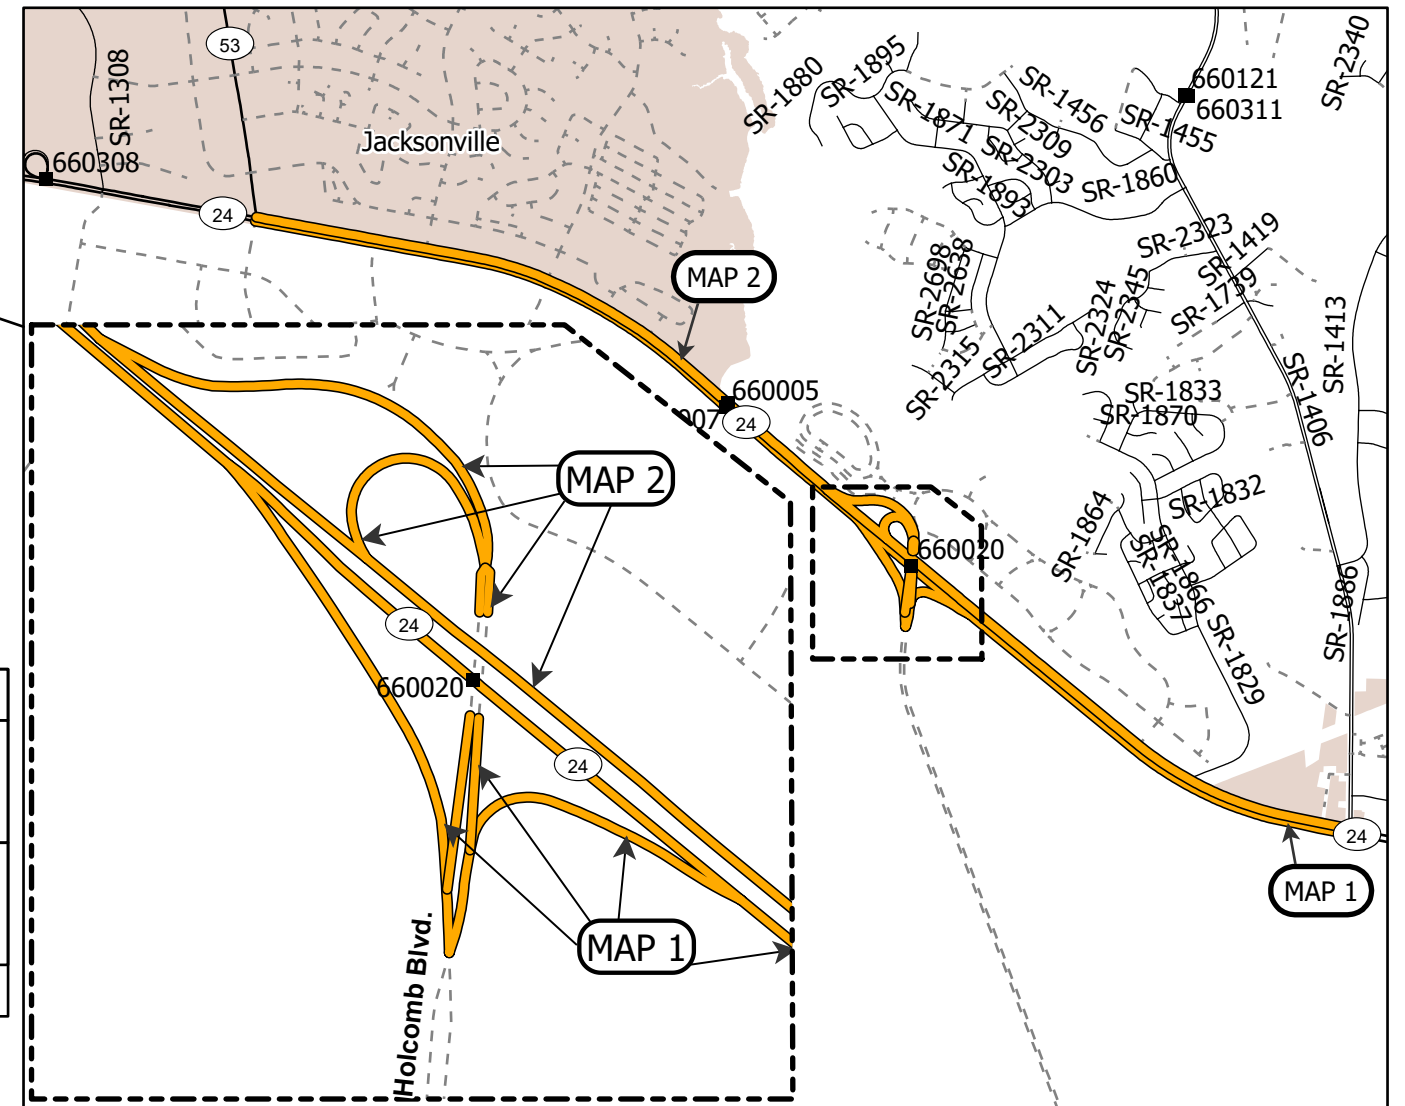 53
SR-1308
660308
24
Jacksonville
MAP 2
660005
907
24
SR-1880
SR-1895
SR-1871
SR-2309
SR-1456
SR-1455
660121
660311
SR-2340
SR-2303
SR-1893
SR-1860
SR-2323
SR-1419
SR-1739
SR-2698
SR-2638
SR-2324
SR-2345
SR-2311
SR-2315
SR-1413
SR-1406
SR-1833
SR-1870
SR-1832
SR-1864
SR-1866
SR-1837
SR-1829
SR-1886
660020
MAP 2
24
660020
24
MAP 1
Holcomb Blvd.
24
MAP 1